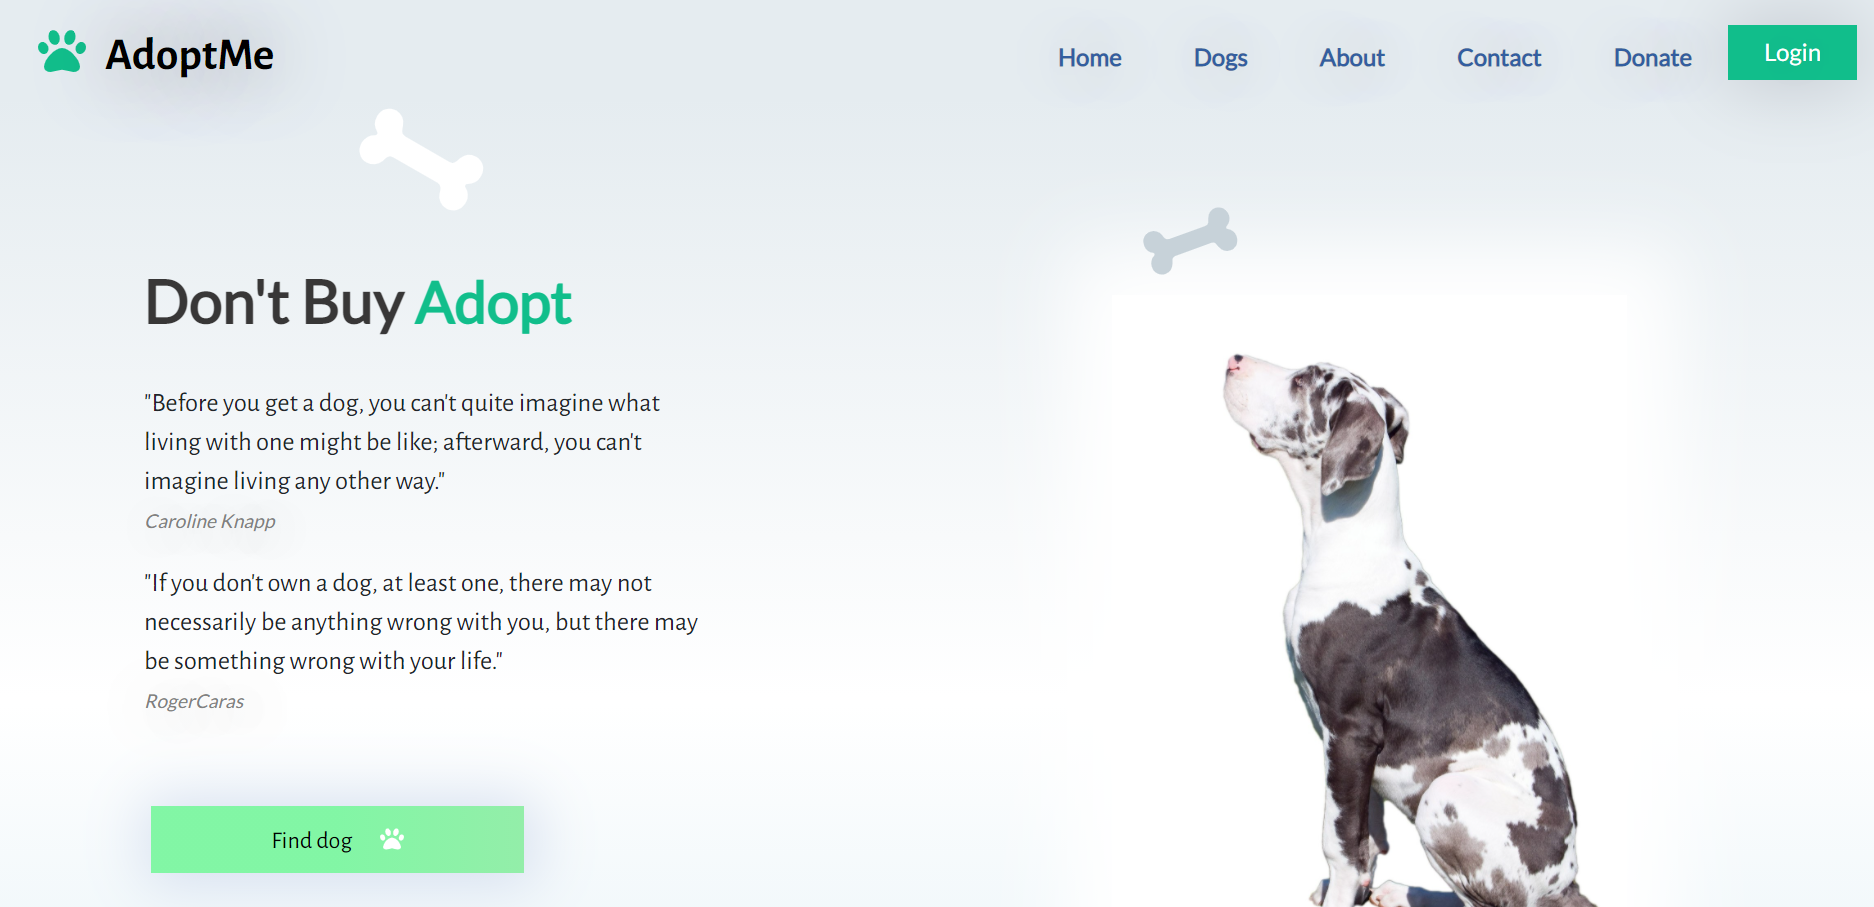 AdoptMe
Home Dogs About Contact Donate Login
Don't Buy Adopt
"Before you get a dog, you can't quite imagine what
living with one might be like; afterward, you can't
imagine living any other way."
Caroline Knapp
"If you don't own a dog, at least one, there may not
necessarily be anything wrong with you, but there may
be something wrong with your life."
RogerCaras
Find dog